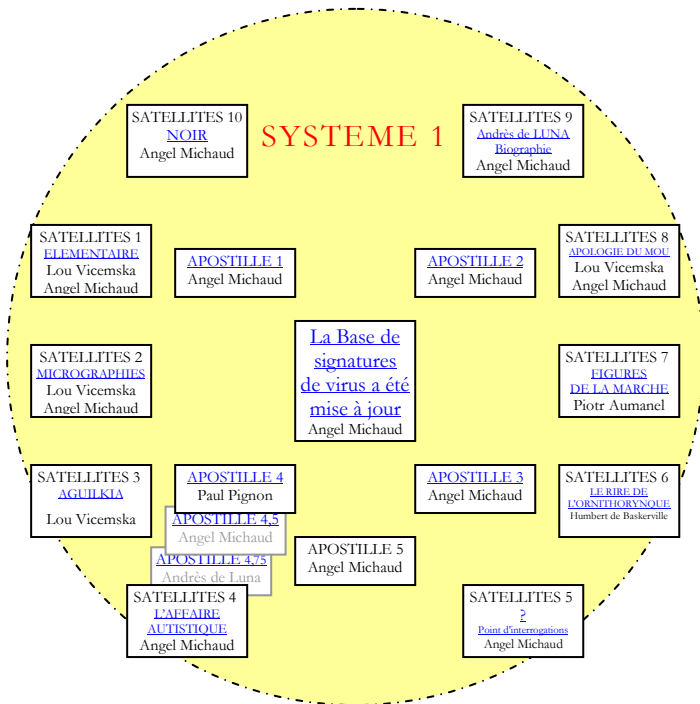 SATELLITES 10
NOIR
Angel Michaud
SYSTEME 1
SATELLITES 9
Andrès de LUNA
Biographie
Angel Michaud
SATELLITES 1
ELEMENTAIRE
Lou Vicemska
Angel Michaud
APOSTILLE 1
Angel Michaud
APOSTILLE 2
Angel Michaud
SATELLITES 8
APOLOGIE DU MOU
Lou Vicemska
Angel Michaud
SATELLITES 2
MICROGRAPHIES
Lou Vicemska
Angel Michaud
La Base de
signatures
de virus a été
mise à jour
Angel Michaud
SATELLITES 7
FIGURES
DE LA MARCHE
Piotr Aumanel
SATELLITES 3
AGUILKIA
Lou Vicemska
APOSTILLE 4
Paul Pignon
APOSTILLE 4,5
Angel Michaud
APOSTILLE 4,75
Andrès de Luna
APOSTILLE 3
Angel Michaud
SATELLITES 6
LE RIRE DE
L'ORNITHORYNQUE
Humbert de Baskerville
APOSTILLE 5
Angel Michaud
SATELLITES 4
L'AFFAIRE
AUTISTIQUE
Angel Michaud
SATELLITES 5
?
Point d'interrogations
Angel Michaud